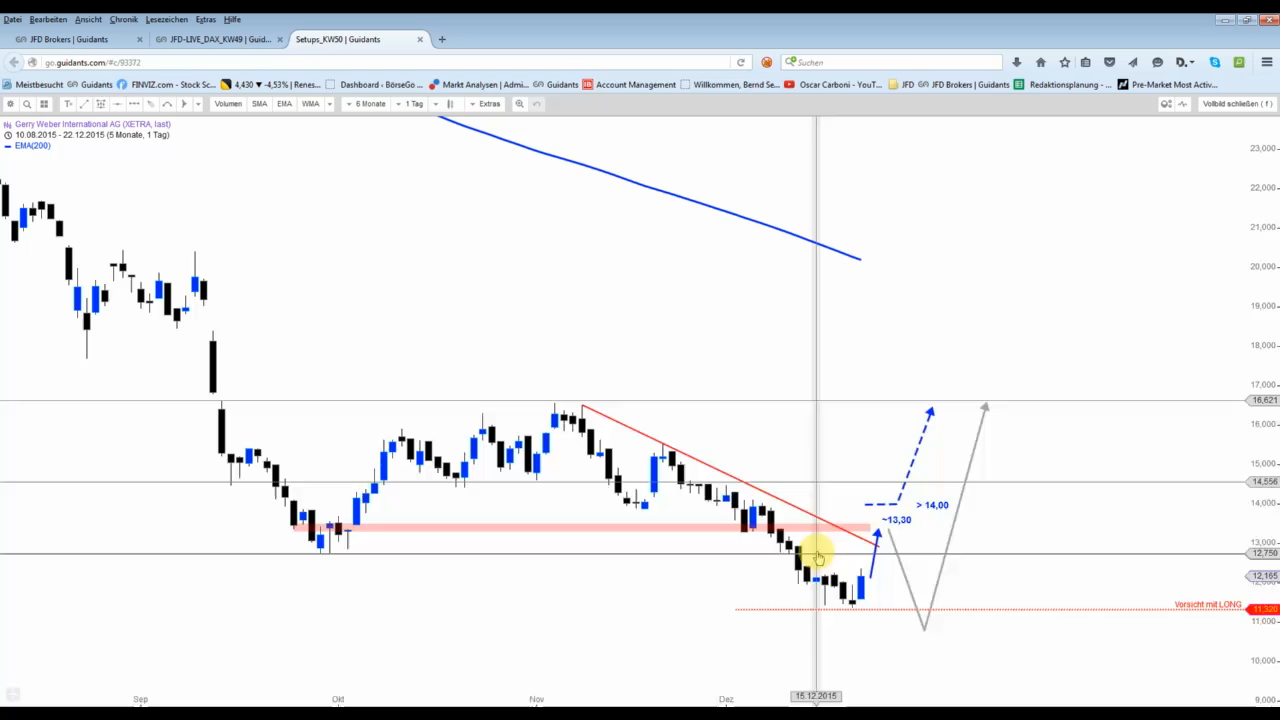 Datei Bearbeiten Ansicht Chronik Lesezeichen Extras Hilfe
JFD Brokers | Guidants JFD-LIVE_DAX_KW49 | Guid... Setups_KW50 | Guidants
go.guidants.com/#c/93372 Suchen
Meistbesucht Guidants FINVIZ.com - Stock Sc... 4,430 ▼ -4,53% | Renes... Dashboard - BörseGo ... Markt Analysen | Admi... Guidants Account Management Willkommen, Bernd Se... Oscar Carboni - YouT... JFD JFD Brokers | Guidants Redaktionsplanung - ... Pre-Market Most Activ...
Volumen SMA EMA WMA 6 Monate 1 Tag Extras Vollbild schließen ( f )
Gerry Weber International AG (XETRA, last)
10.08.2015 - 22.12.2015 (5 Monate, 1 Tag)
EMA(200)
23,000
22,000
21,000
20,000
19,000
18,000
17,000
16,621
16,000
15,000
14,556
14,000
> 14,00
~13,30
13,000
12,750
12,165
Vorsicht mit LONG 11,320
11,000
10,000
9,000
Sep Okt Nov Dez 15.12.2015